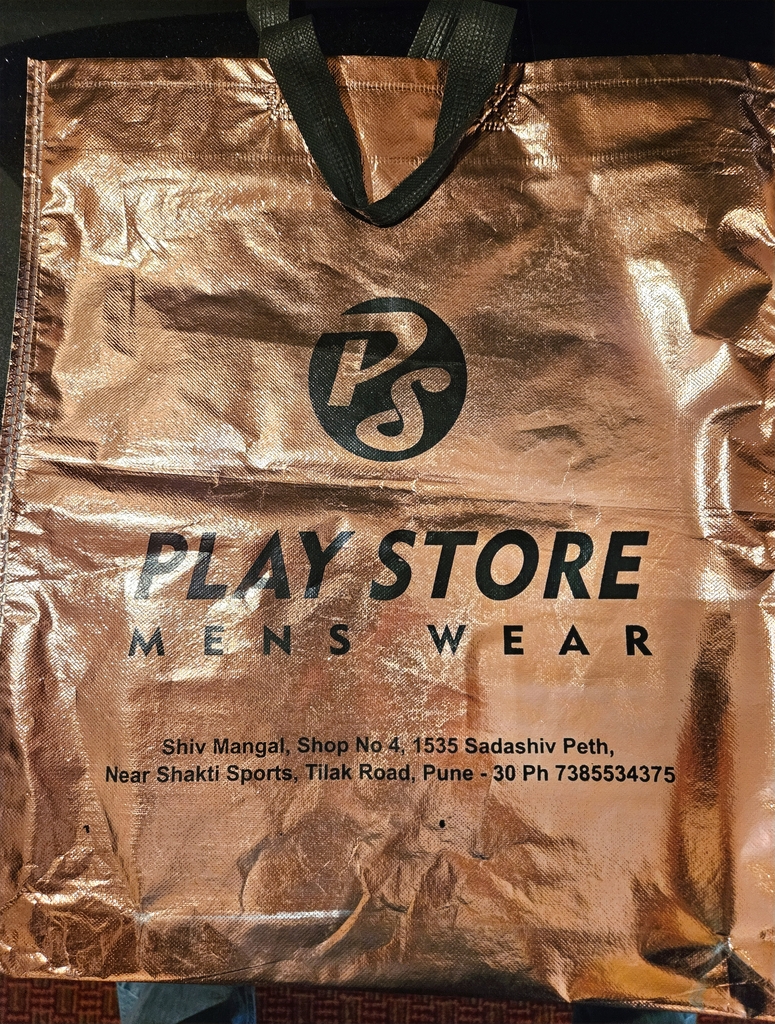 PS
PLAY STORE
MENS WEAR
Shiv Mangal, Shop No 4, 1535 Sadashiv Peth,
Near Shakti Sports, Tilak Road, Pune - 30 Ph 7385534375